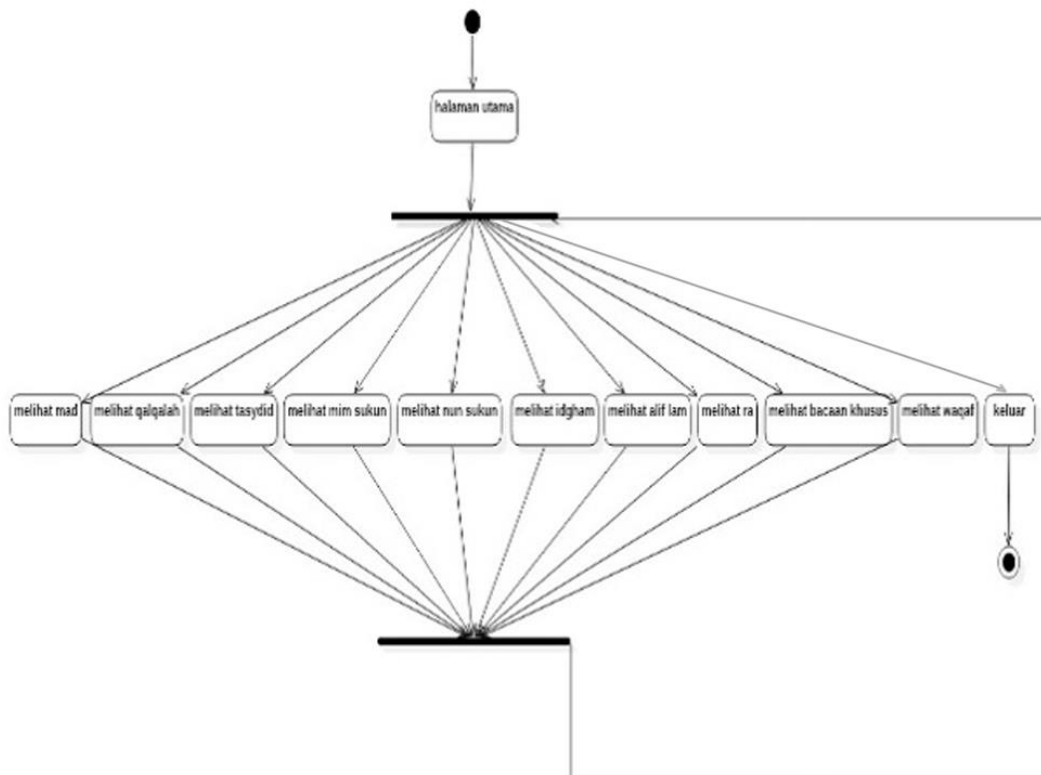 halaman utama
melihat mad
melihat qalqalah
melihat tasydid
melihat mim sukun
melihat nun sukun
melihat idgham
melihat alif lam
melihat ra
melihat bacaan khusus
melihat waqaf
keluar